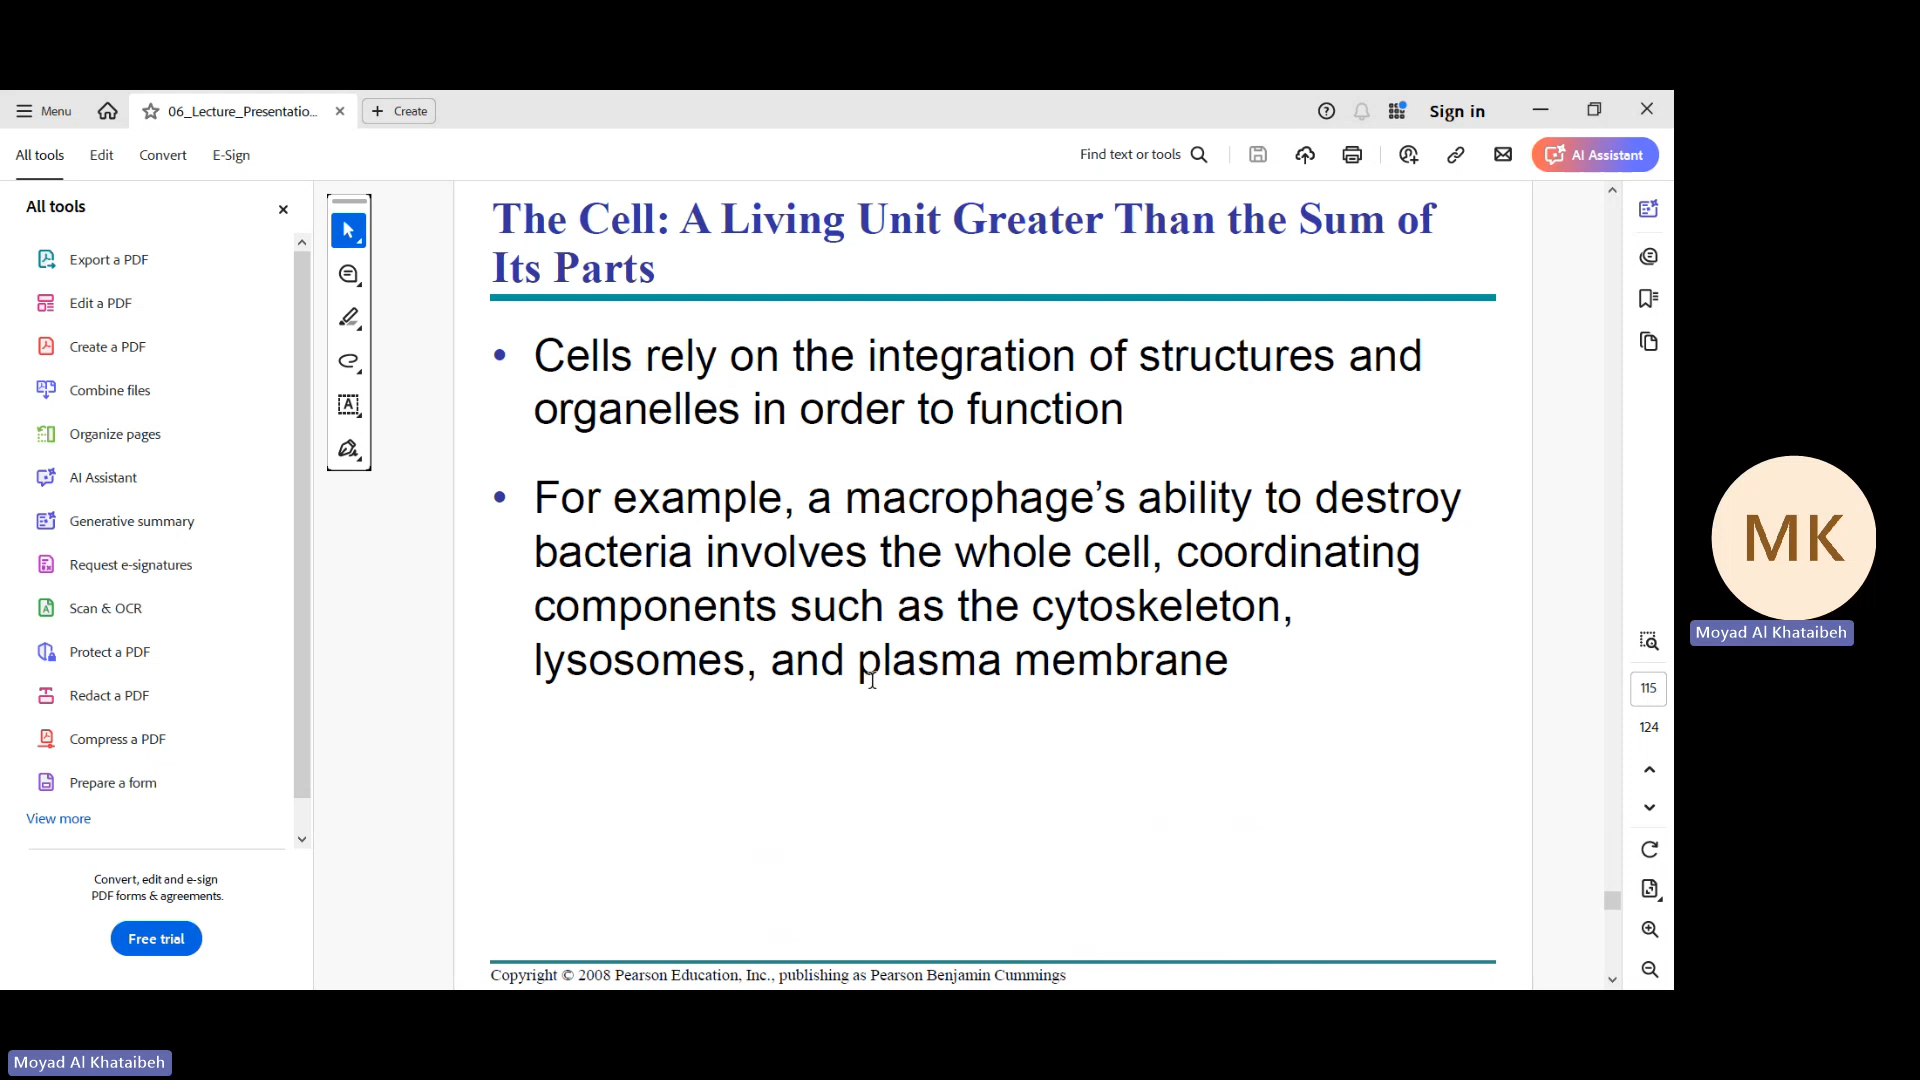 Menu
06_Lecture_Presentatio...
Create
Sign in
All tools
Edit
Convert
E-Sign
Find text or tools
AI Assistant
All tools
Export a PDF
Edit a PDF
Create a PDF
Combine files
Organize pages
AI Assistant
Generative summary
Request e-signatures
Scan & OCR
Protect a PDF
Redact a PDF
Compress a PDF
Prepare a form
View more
Convert, edit and e-sign
PDF forms & agreements.
Free trial
The Cell: A Living Unit Greater Than the Sum of
Its Parts
• Cells rely on the integration of structures and
organelles in order to function
• For example, a macrophage’s ability to destroy
bacteria involves the whole cell, coordinating
components such as the cytoskeleton,
lysosomes, and plasma membrane
Copyright © 2008 Pearson Education, Inc., publishing as Pearson Benjamin Cummings
115
124
MK
Moyad Al Khataibeh
Moyad Al Khataibeh